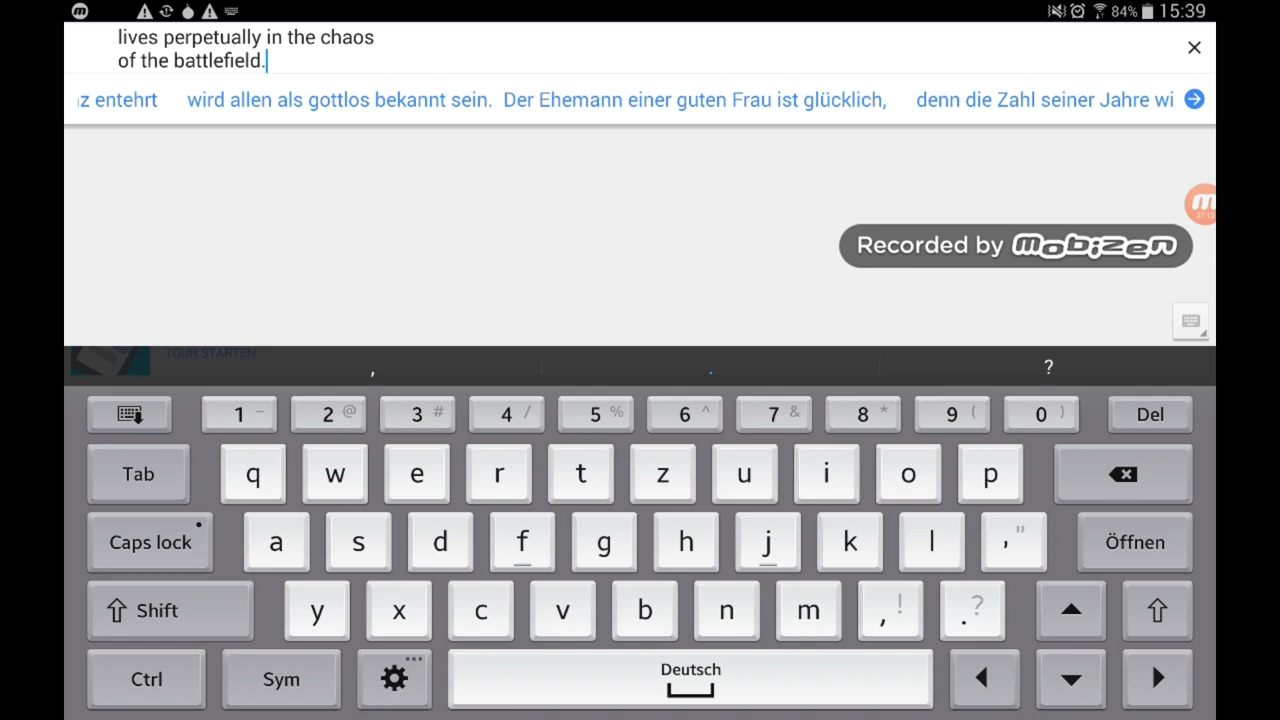 84% 15:39
lives perpetually in the chaos
of the battlefield.
z entehrt wird allen als gottlos bekannt sein. Der Ehemann einer guten Frau ist glücklich, denn die Zahl seiner Jahre wi
37:15
Recorded by mobizen
TOUR STARTEN
, . ?
1 - 2 @ 3 # 4 / 5 % 6 ^ 7 & 8 * 9 ( 0 ) Del
Tab q w e r t z u i o p
Caps lock a s d f g h j k l ' " Öffnen
Shift y x c v b n m , ! . ?
Ctrl Sym Deutsch